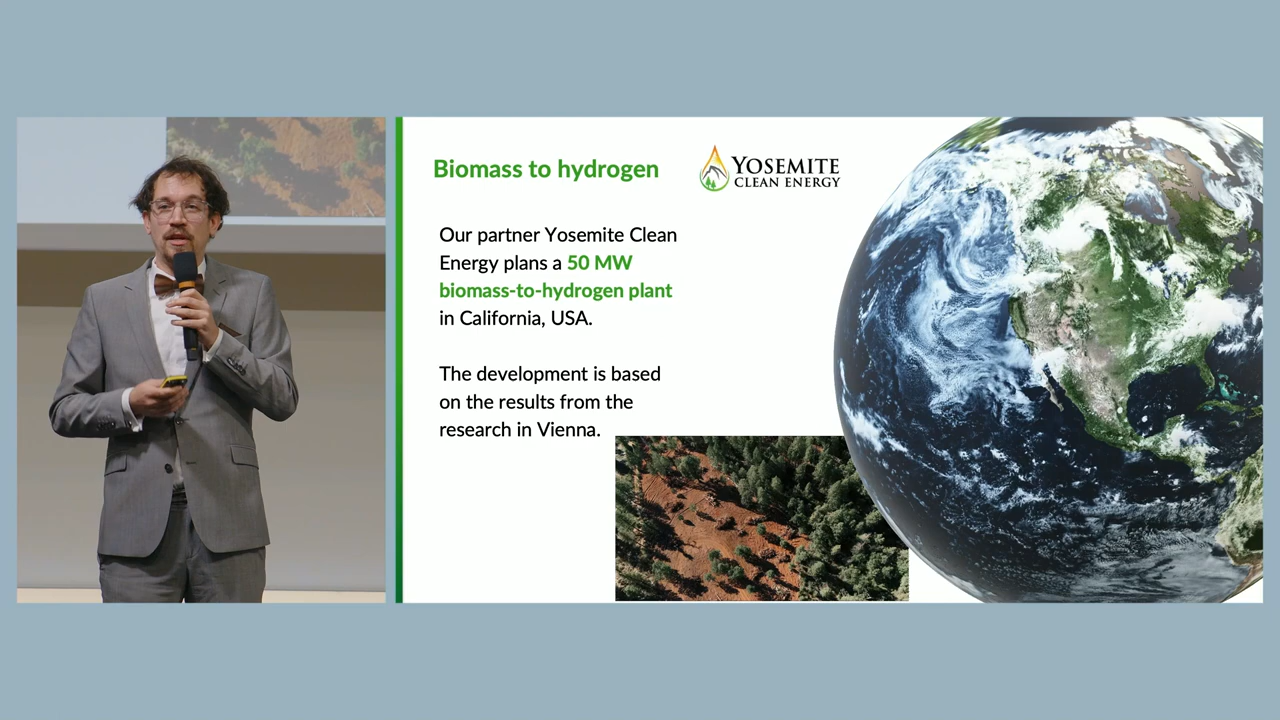 Biomass to hydrogen
YOSEMITE
CLEAN ENERGY
Our partner Yosemite Clean
Energy plans a 50 MW
biomass-to-hydrogen plant
in California, USA.
The development is based
on the results from the
research in Vienna.